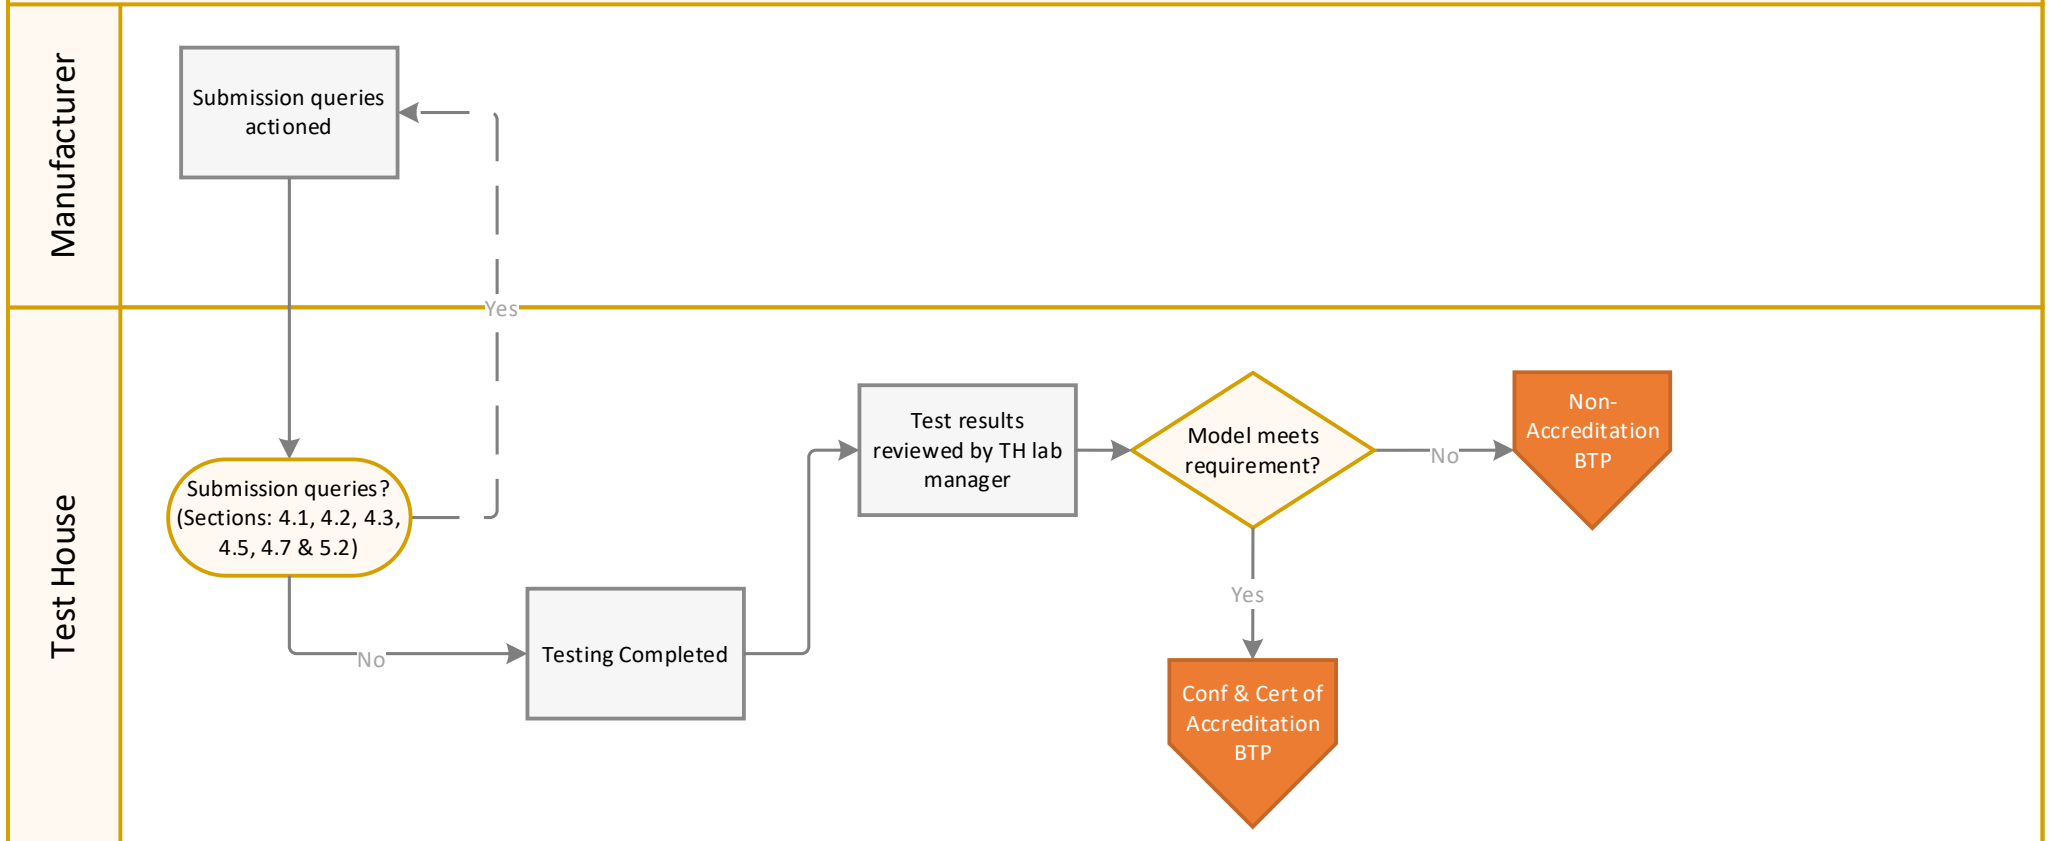 Manufacturer
Submission queries
actioned
Yes
Test House
Submission queries?
(Sections: 4.1, 4.2, 4.3,
4.5, 4.7 & 5.2)
No
Testing Completed
Test results
reviewed by TH lab
manager
Model meets
requirement?
No
Non-
Accreditation
BTP
Yes
Conf & Cert of
Accreditation
BTP